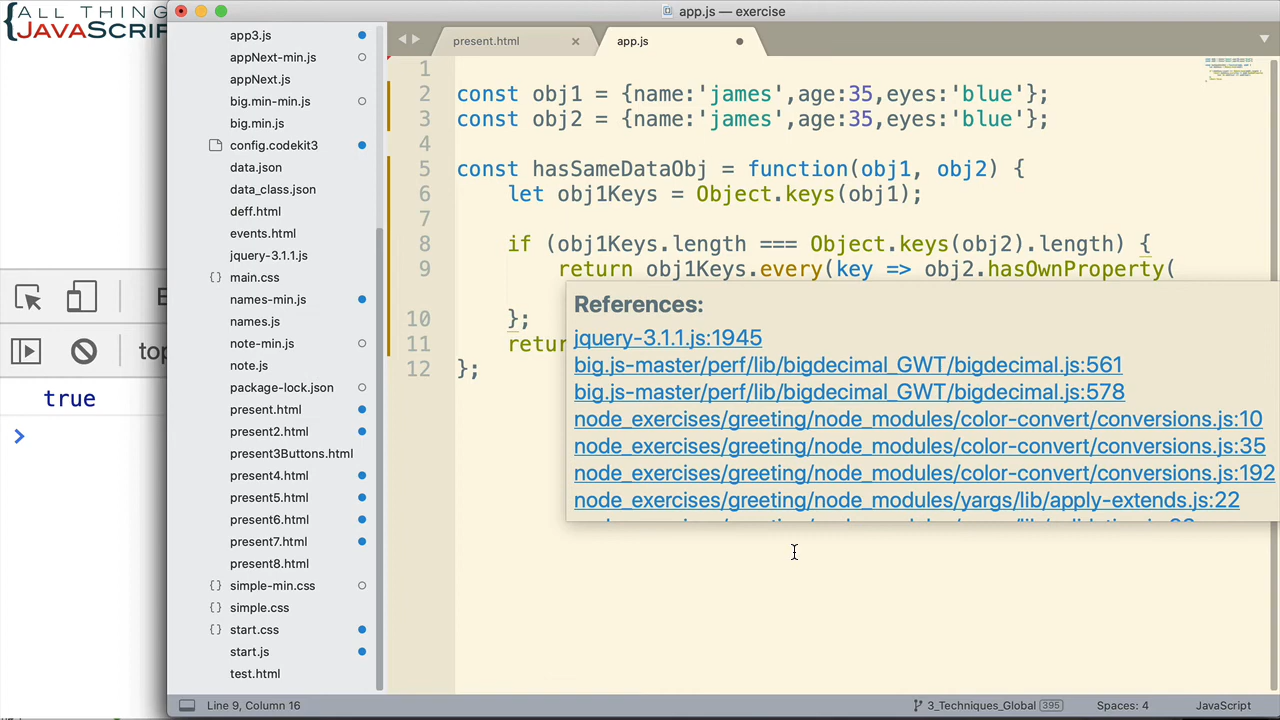 ALL THING
JAVASCRIP
app.js — exercise
app3.js
appNext-min.js
appNext.js
big.min-min.js
big.min.js
config.codekit3
data.json
data_class.json
deff.html
events.html
jquery-3.1.1.js
main.css
names-min.js
names.js
note-min.js
note.js
package-lock.json
present.html
present2.html
present3Buttons.html
present4.html
present5.html
present6.html
present7.html
present8.html
simple-min.css
simple.css
start.css
start.js
test.html
E
top
true
present.html
app.js
1
2 const obj1 = {name:'james',age:35,eyes:'blue'};
3 const obj2 = {name:'james',age:35,eyes:'blue'};
4
5 const hasSameDataObj = function(obj1, obj2) {
6 let obj1Keys = Object.keys(obj1);
7
8 if (obj1Keys.length === Object.keys(obj2).length) {
9 return obj1Keys.every(key => obj2.hasOwnProperty(
10 };
11 retur
12 };
References:
jquery-3.1.1.js:1945
big.js-master/perf/lib/bigdecimal_GWT/bigdecimal.js:561
big.js-master/perf/lib/bigdecimal_GWT/bigdecimal.js:578
node_exercises/greeting/node_modules/color-convert/conversions.js:10
node_exercises/greeting/node_modules/color-convert/conversions.js:35
node_exercises/greeting/node_modules/color-convert/conversions.js:192
node_exercises/greeting/node_modules/yargs/lib/apply-extends.js:22
Line 9, Column 16
3_Techniques_Global 395
Spaces: 4
JavaScript